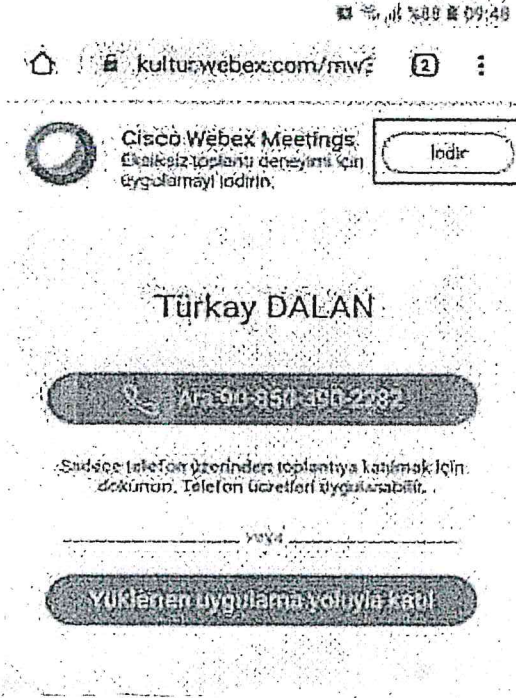 %88 09:48
kultur.webex.com/mw3 2
Cisco Webex Meetings
Eksiksiz toplantı deneyimi için
uygulamayı indirin.
İndir
Türkay DALAN
Ara 90-850-390-2282
Sadece telefon üzerinden toplantıya katılmak için
dokunun. Telefon ücretleri uygulanabilir.
veya
Yüklenen uygulama yoluyla katıl